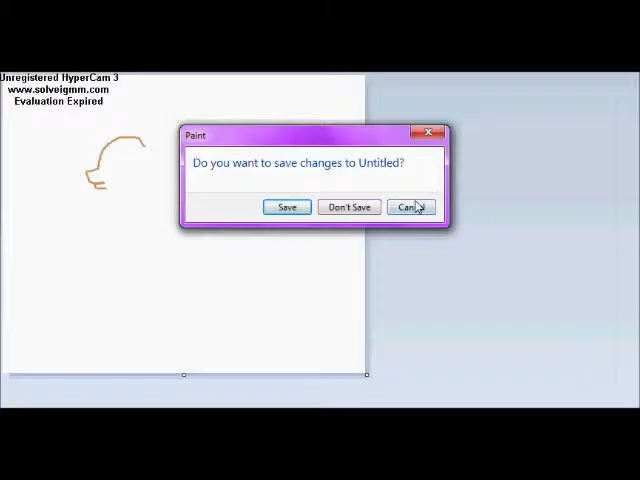 Unregistered HyperCam 3
www.solveigmm.com
Evaluation Expired
Paint
Do you want to save changes to Untitled?
Save
Don't Save